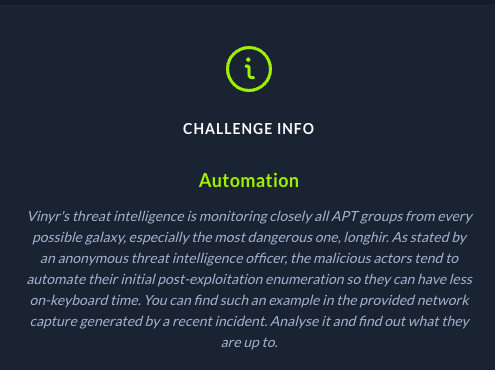 CHALLENGE INFO
Automation
Vinyr's threat intelligence is monitoring closely all APT groups from every
possible galaxy, especially the most dangerous one, longhir. As stated by
an anonymous threat intelligence officer, the malicious actors tend to
automate their initial post-exploitation enumeration so they can have less
on-keyboard time. You can find such an example in the provided network
capture generated by a recent incident. Analyse it and find out what they
are up to.